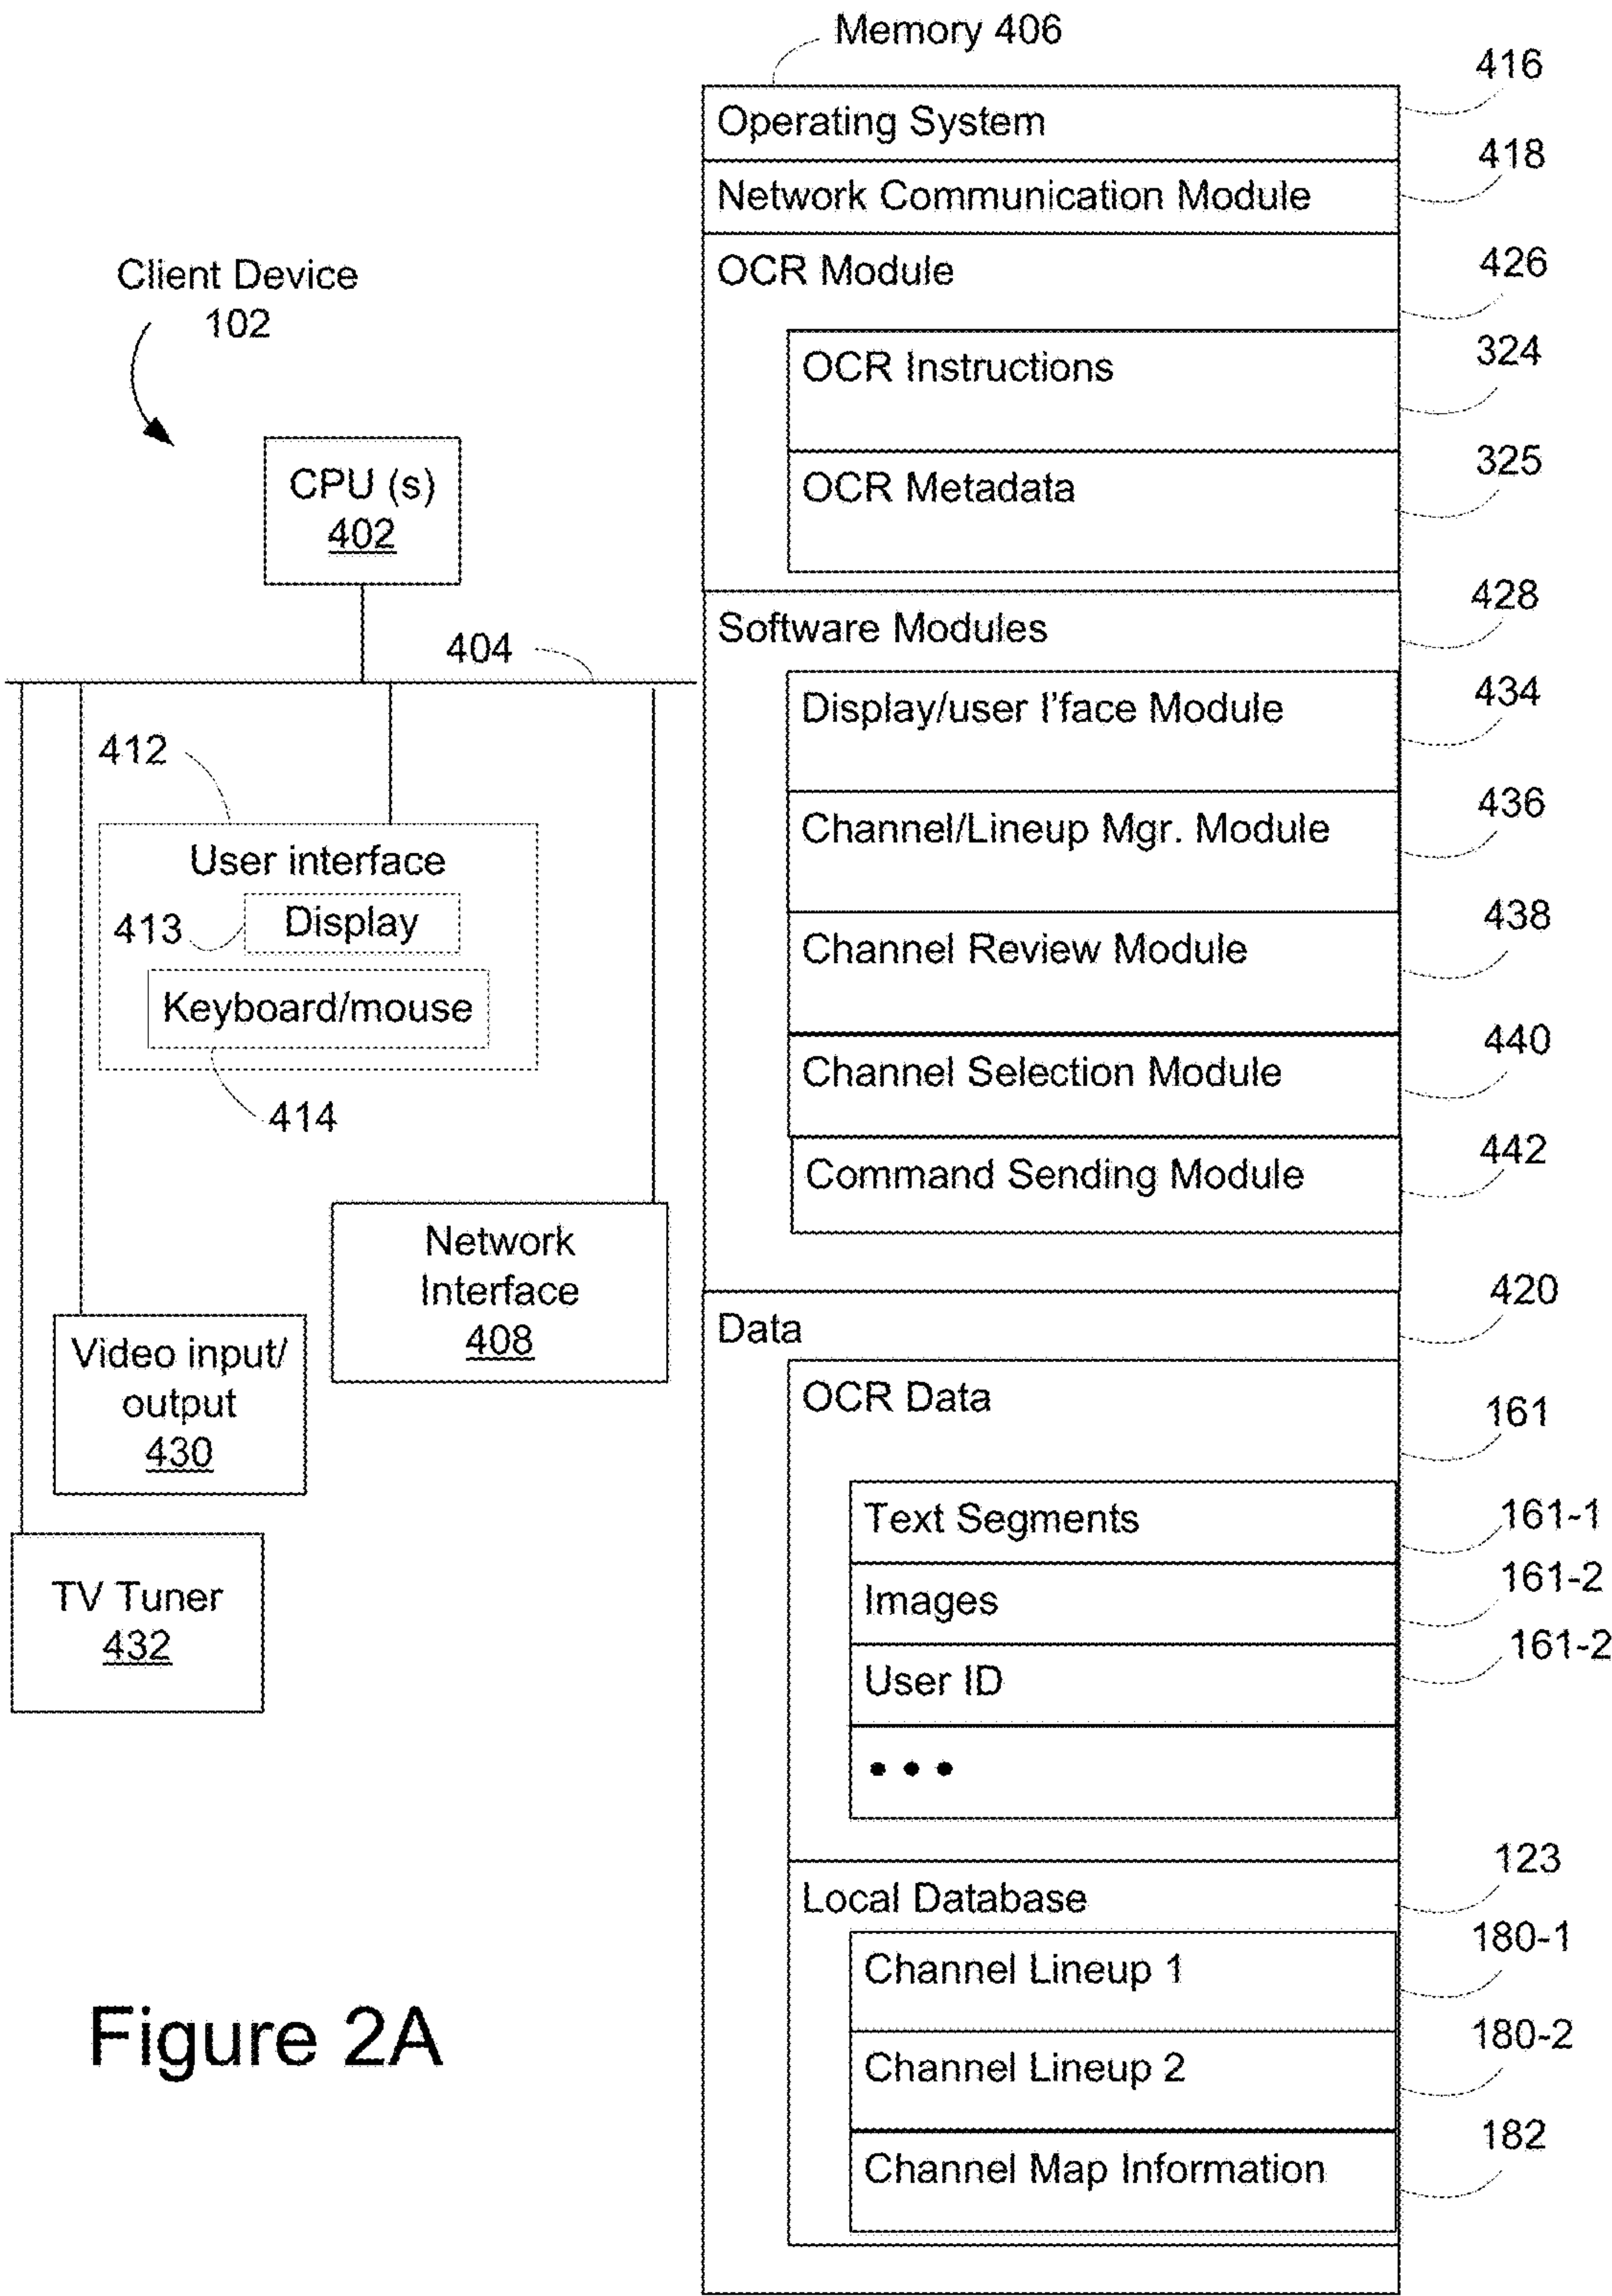 Memory 406
416
Operating System
418
Network Communication Module
Client Device
102
OCR Module
426
OCR Instructions
324
OCR Metadata
325
CPU (s)
402
404
Software Modules
428
Display/user I'face Module
434
Channel/Lineup Mgr. Module
436
Channel Review Module
438
Channel Selection Module
440
Command Sending Module
442
412
User interface
413
Display
Keyboard/mouse
414
Network
Interface
408
Video input/
output
430
TV Tuner
432
Data
420
OCR Data
161
Text Segments
161-1
Images
161-2
User ID
161-2
• • •
Local Database
123
Channel Lineup 1
180-1
Channel Lineup 2
180-2
Channel Map Information
182
Figure 2A